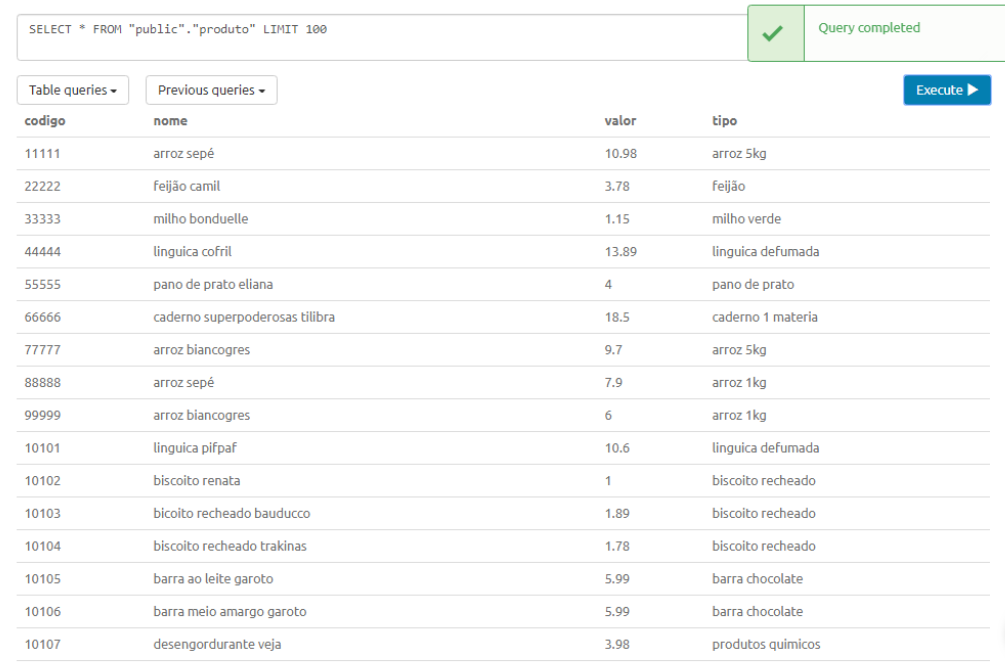 SELECT * FROM "public"."produto" LIMIT 100
Query completed
Table queries Previous queries Execute
codigo nome valor tipo
11111 arroz sepé 10.98 arroz 5kg
22222 feijão camil 3.78 feijão
33333 milho bonduelle 1.15 milho verde
44444 linguica cofril 13.89 linguica defumada
55555 pano de prato eliana 4 pano de prato
66666 caderno superpoderosas tilibra 18.5 caderno 1 materia
77777 arroz biancogres 9.7 arroz 5kg
88888 arroz sepé 7.9 arroz 1kg
99999 arroz biancogres 6 arroz 1kg
10101 linguica pifpaf 10.6 linguica defumada
10102 biscoito renata 1 biscoito recheado
10103 bicoito recheado bauducco 1.89 biscoito recheado
10104 biscoito recheado trakinas 1.78 biscoito recheado
10105 barra ao leite garoto 5.99 barra chocolate
10106 barra meio amargo garoto 5.99 barra chocolate
10107 desengordurante veja 3.98 produtos quimicos